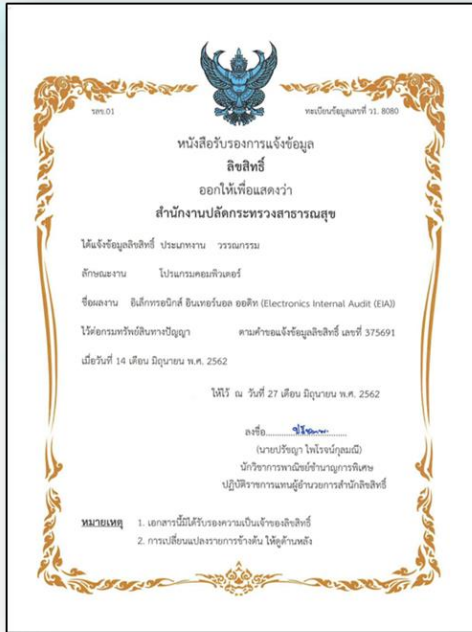 รลข.01
ทะเบียนข้อมูลเลขที่ ว1. 8080
หนังสือรับรองการแจ้งข้อมูล
ลิขสิทธิ์
ออกให้เพื่อแสดงว่า
สำนักงานปลัดกระทรวงสาธารณสุข
ได้แจ้งข้อมูลลิขสิทธิ์ ประเภทงาน วรรณกรรม
ลักษณะงาน โปรแกรมคอมพิวเตอร์
ชื่อผลงาน อิเล็กทรอนิกส์ อินเทอร์นอล ออดิท (Electronics Internal Audit (EIA))
ไว้ต่อกรมทรัพย์สินทางปัญญา ตามคำขอแจ้งข้อมูลลิขสิทธิ์ เลขที่ 375691
เมื่อวันที่ 14 เดือน มิถุนายน พ.ศ. 2562
ให้ไว้ ณ วันที่ 27 เดือน มิถุนายน พ.ศ. 2562
ลงชื่อ
(นายปรัชญา ไพโรจน์กุลมณี)
นักวิชาการพาณิชย์ชำนาญการพิเศษ
ปฏิบัติราชการแทนผู้อำนวยการสำนักลิขสิทธิ์
หมายเหตุ 1. เอกสารนี้มิได้รับรองความเป็นเจ้าของลิขสิทธิ์
2. การเปลี่ยนแปลงรายการข้างต้น ให้ดูด้านหลัง